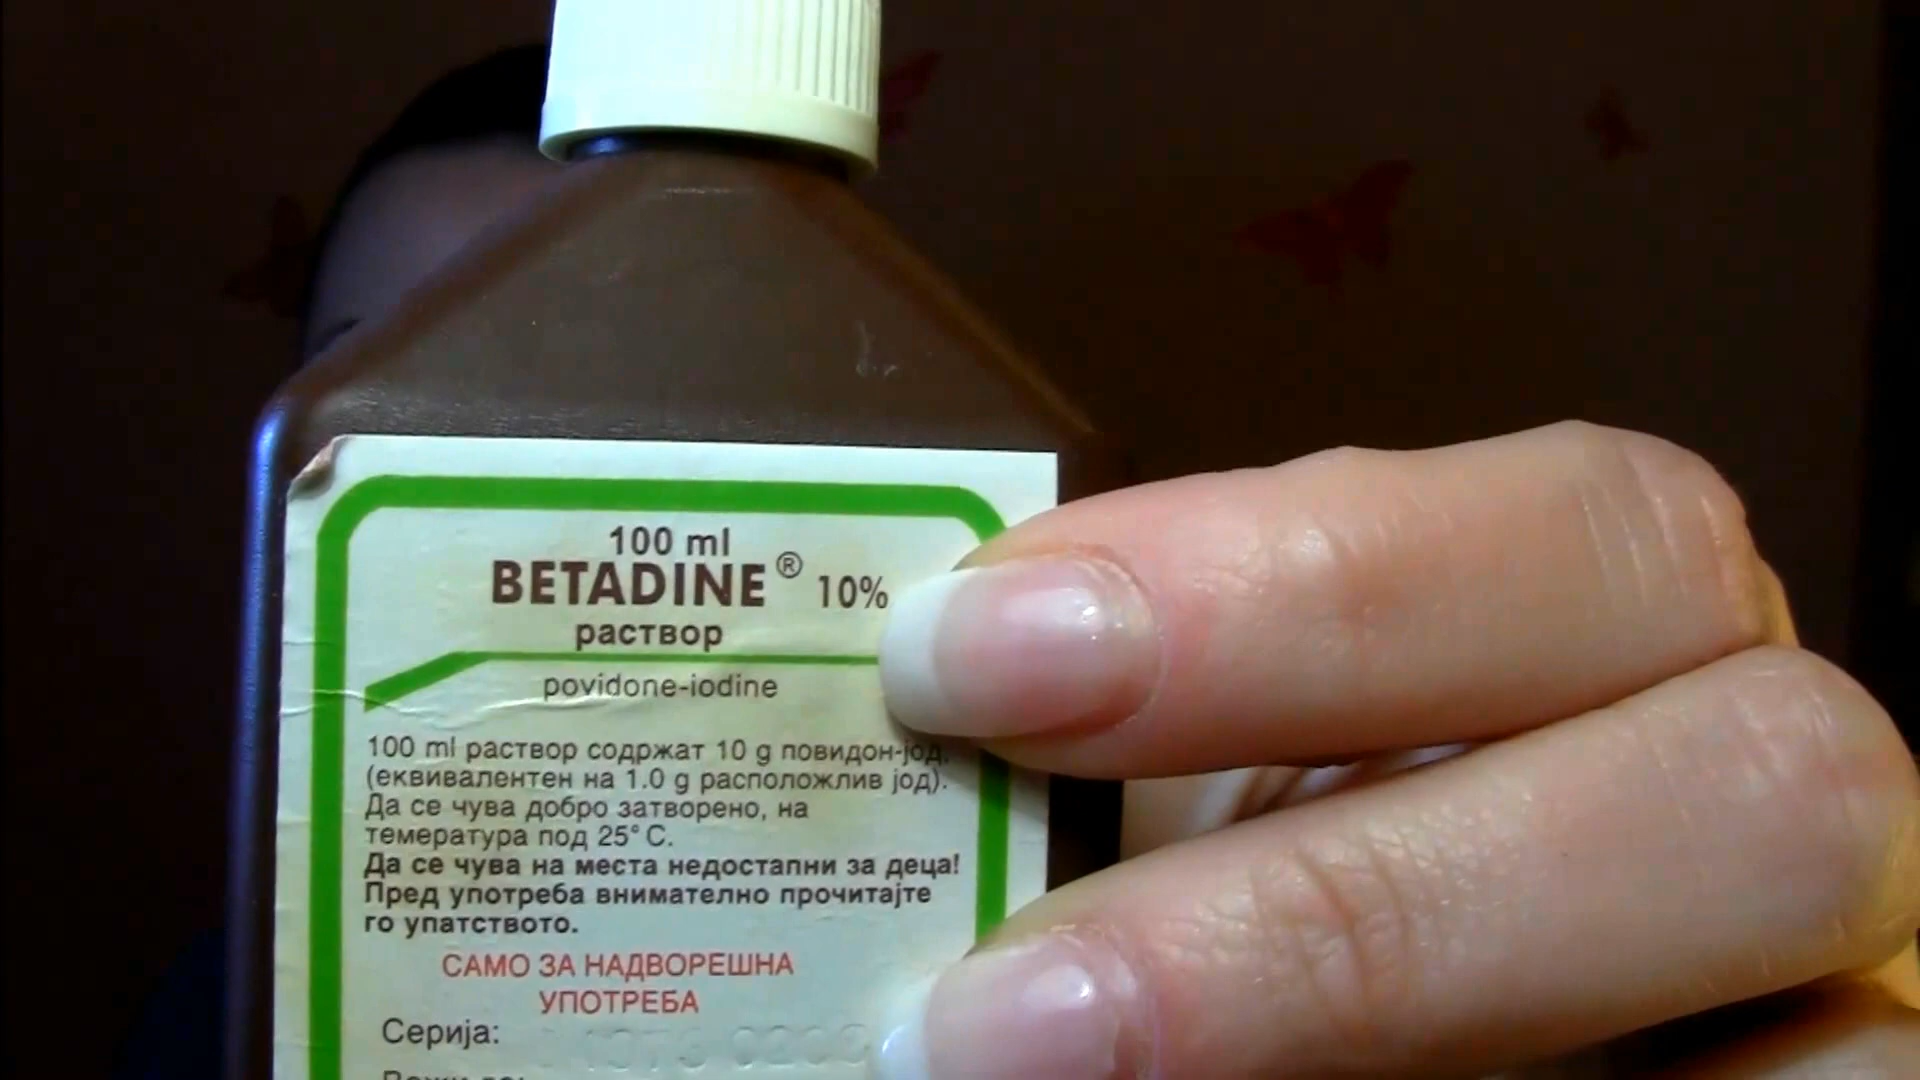 100 ml
BETADINE® 10%
раствор
povidone-iodine
100 ml раствор содржат 10 g повидон-јод,
(еквивалентен на 1.0 g расположлив јод).
Да се чува добро затворено, на
темература под 25° C.
Да се чува на места недостапни за деца!
Пред употреба внимателно прочитајте
го упатството.
САМО ЗА НАДВОРЕШНА
УПОТРЕБА
Серија: